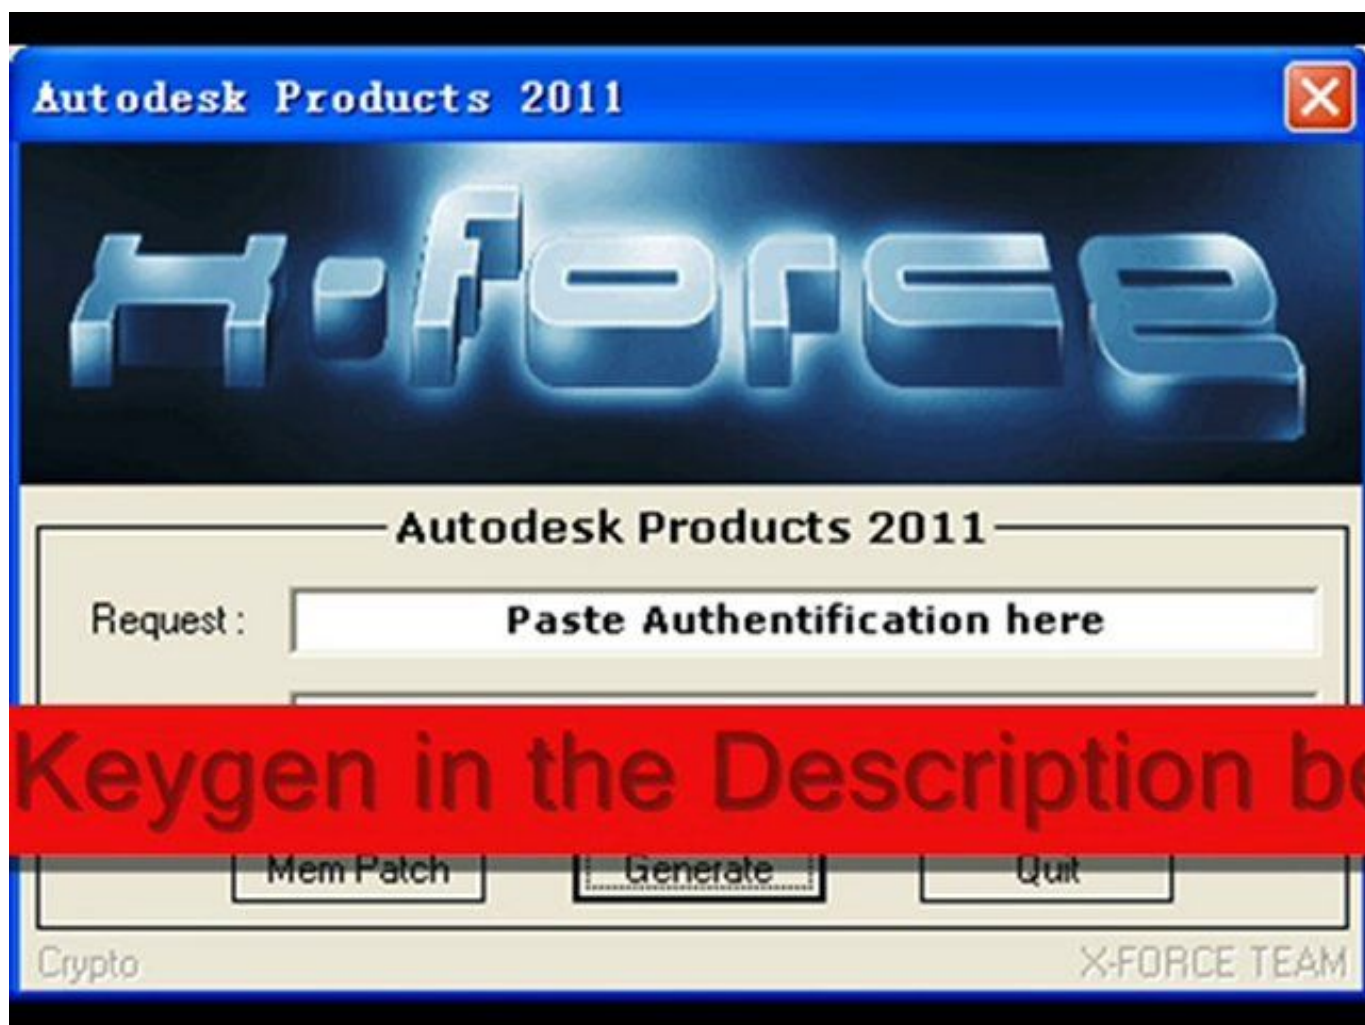 Autodesk Products 2011
X-force
Autodesk Products 2011
Request :
Paste Authentification here
Keygen in the Description
Mem Patch
Generate
Quit
Crypto
X-FORCE TEAM